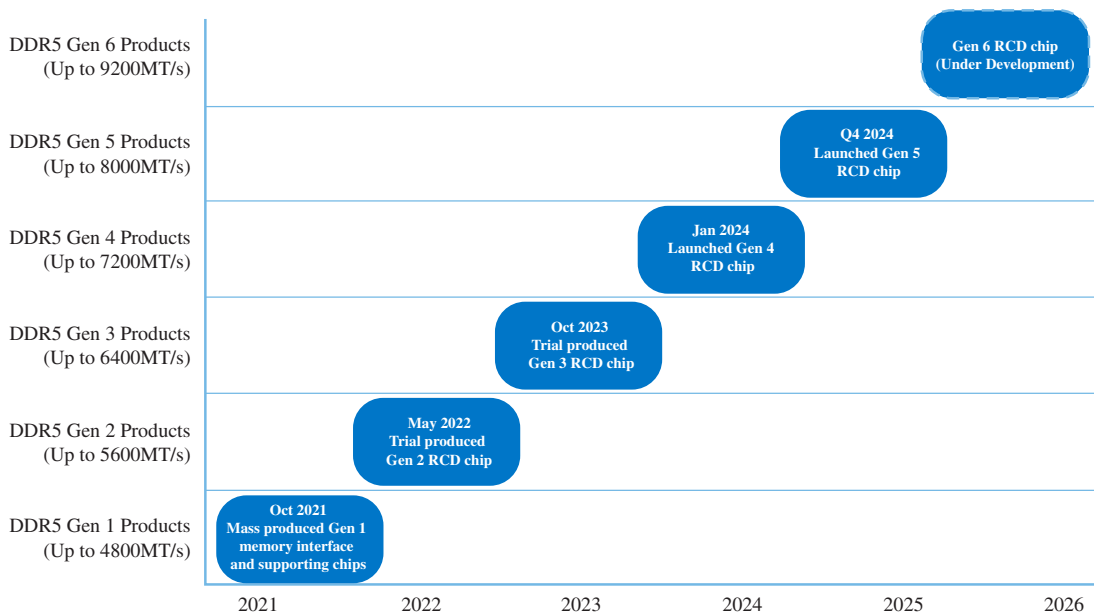 DDR5 Gen 6 Products
(Up to 9200MT/s)
Gen 6 RCD chip
(Under Development)
DDR5 Gen 5 Products
(Up to 8000MT/s)
Q4 2024
Launched Gen 5
RCD chip
DDR5 Gen 4 Products
(Up to 7200MT/s)
Jan 2024
Launched Gen 4
RCD chip
DDR5 Gen 3 Products
(Up to 6400MT/s)
Oct 2023
Trial produced
Gen 3 RCD chip
DDR5 Gen 2 Products
(Up to 5600MT/s)
May 2022
Trial produced
Gen 2 RCD chip
DDR5 Gen 1 Products
(Up to 4800MT/s)
Oct 2021
Mass produced Gen 1
memory interface
and supporting chips
2021 2022 2023 2024 2025 2026